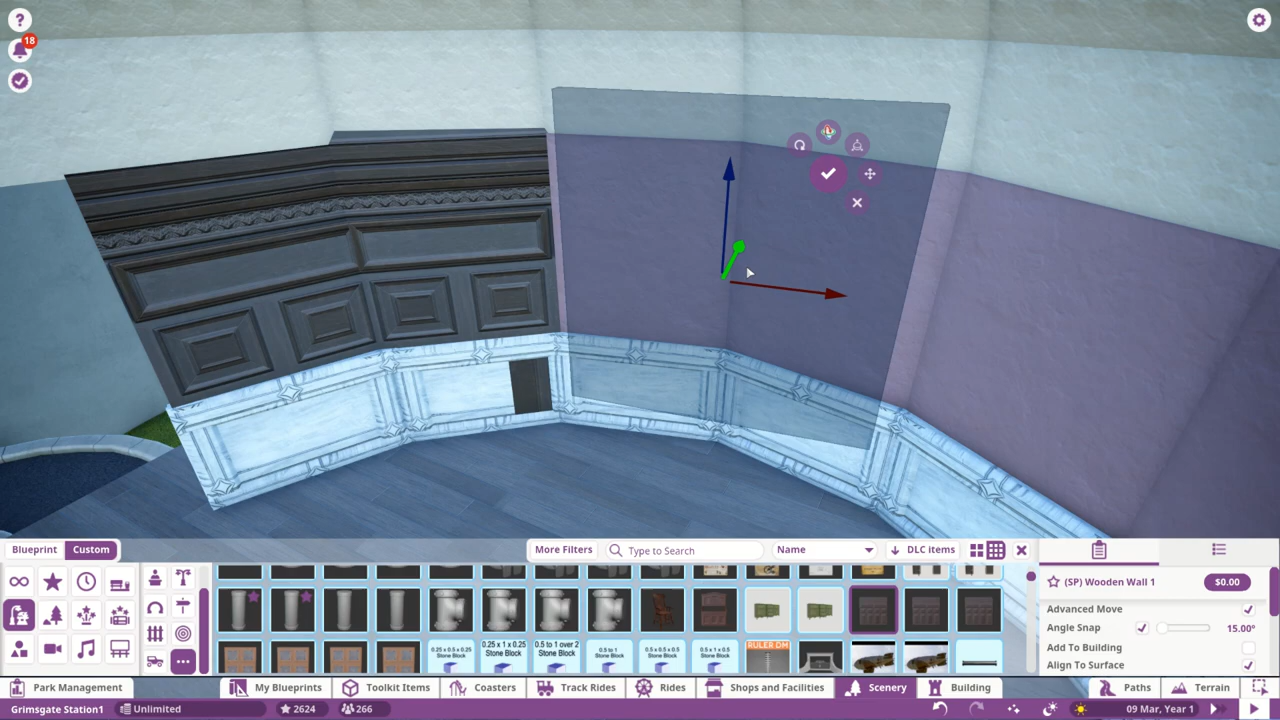 ?
18
Blueprint
Custom
More Filters
Type to Search
Name
DLC items
(SP) Wooden Wall 1
$0.00
Advanced Move
Angle Snap
15.00°
Add To Building
Align To Surface
0.25 x 0.5 x 0.25
Stone Block
0.25 x 1 x 0.25
Stone Block
0.5 to 1 over 2
Stone Block
0.5 to 1
Stone Block
0.5 x 0.5 x 0.5
Stone Block
0.5 x 1 x 0.5
Stone Block
RULER DM
Park Management
My Blueprints
Toolkit Items
Coasters
Track Rides
Rides
Shops and Facilities
Scenery
Building
Paths
Terrain
Grimsgate Station1
Unlimited
2624
266
09 Mar, Year 1